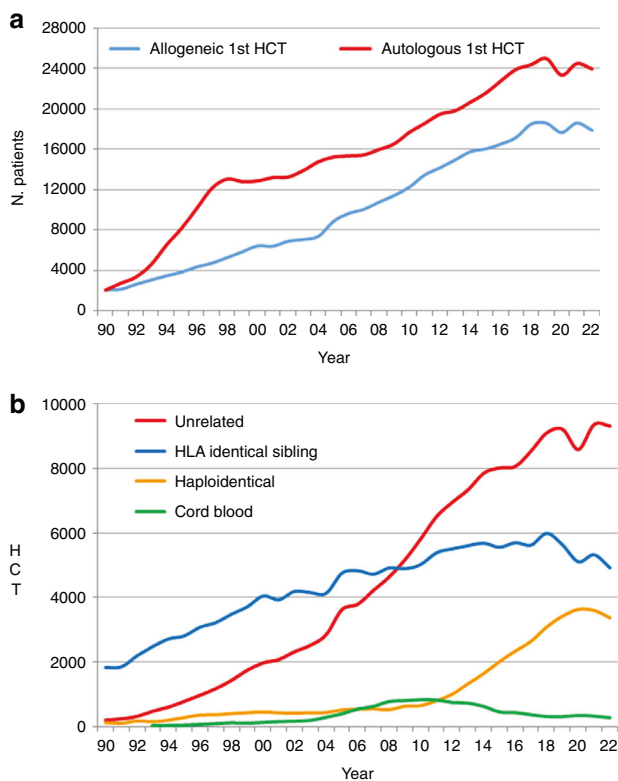 a
28000
Allogeneic 1st HCT Autologous 1st HCT
24000
20000
16000
12000
8000
4000
0
N. patients
90 92 94 96 98 00 02 04 06 08 10 12 14 16 18 20 22
Year
b
10000
Unrelated
HLA identical sibling
Haploidentical
Cord blood
8000
6000
4000
2000
0
H
C
T
90 92 94 96 98 00 02 04 06 08 10 12 14 16 18 20 22
Year